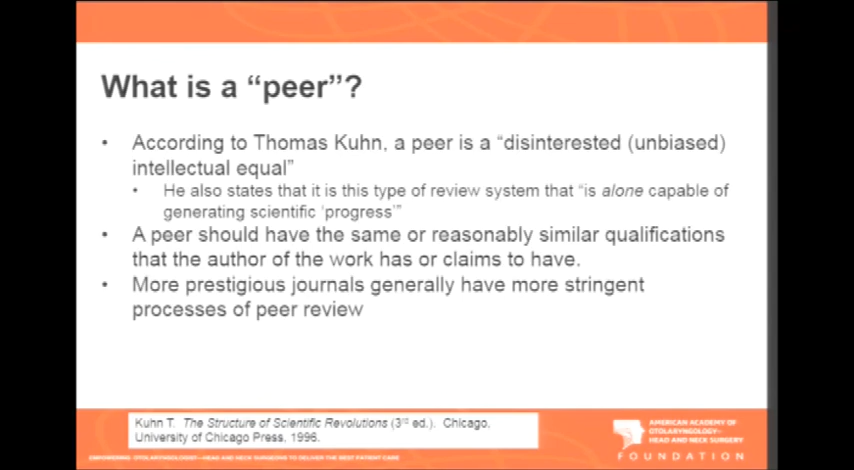 What is a “peer”?
• According to Thomas Kuhn, a peer is a “disinterested (unbiased)
intellectual equal”
• He also states that it is this type of review system that “is alone capable of
generating scientific ‘progress’”
• A peer should have the same or reasonably similar qualifications
that the author of the work has or claims to have.
• More prestigious journals generally have more stringent
processes of peer review
Kuhn T. The Structure of Scientific Revolutions (3rd ed.). Chicago,
University of Chicago Press, 1996.
AMERICAN ACADEMY OF
OTOLARYNGOLOGY–
HEAD AND NECK SURGERY
FOUNDATION
EMPOWERING OTOLARYNGOLOGIST—HEAD AND NECK SURGEONS TO DELIVER THE BEST PATIENT CARE